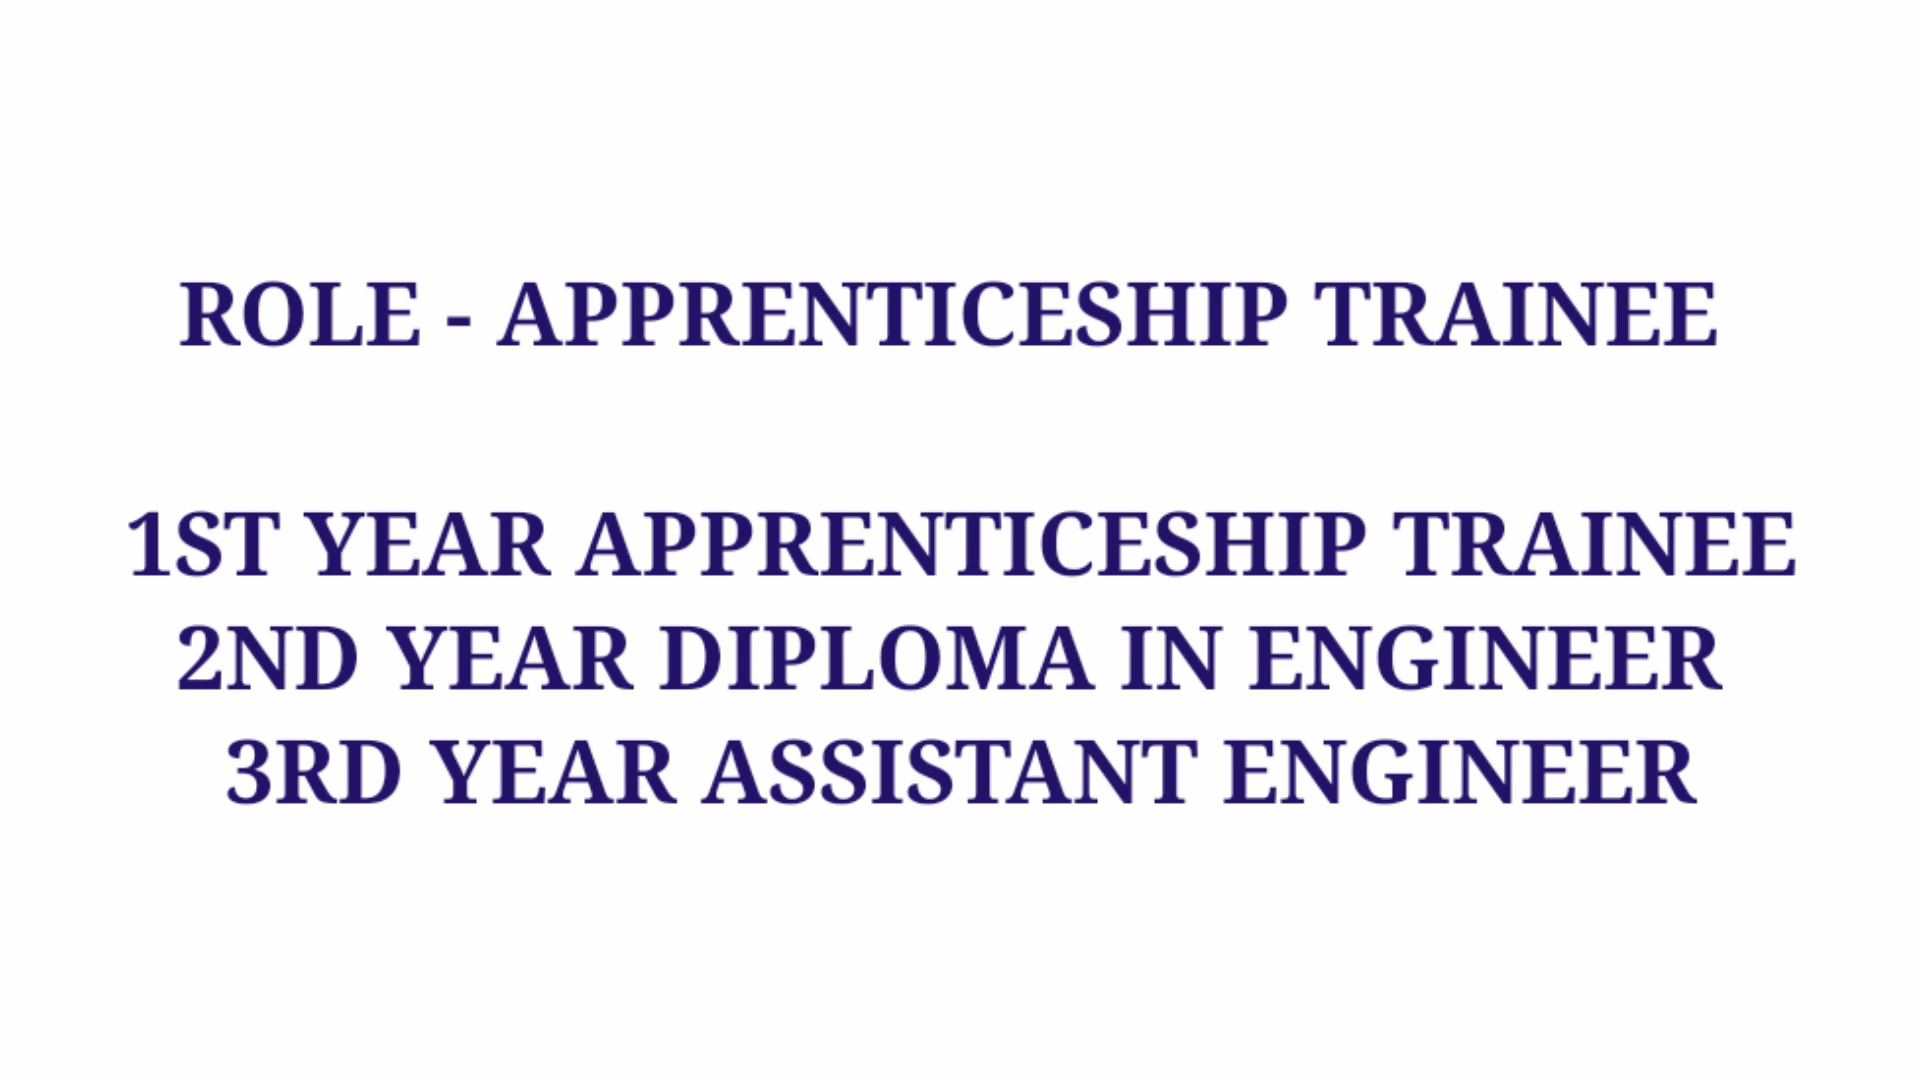 ROLE - APPRENTICESHIP TRAINEE
1ST YEAR APPRENTICESHIP TRAINEE
2ND YEAR DIPLOMA IN ENGINEER
3RD YEAR ASSISTANT ENGINEER